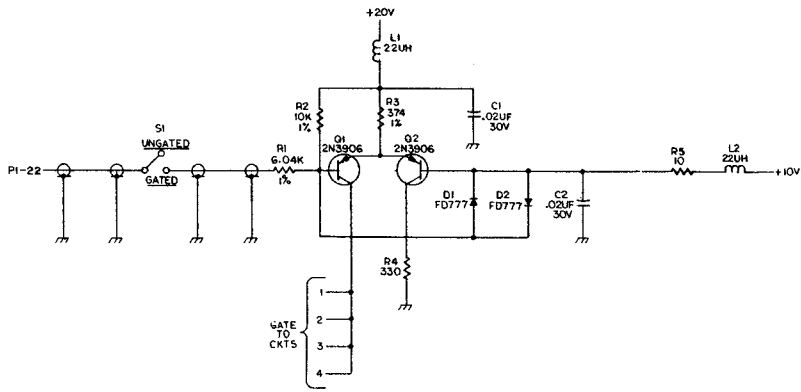 +20V
L1
22UH
R2
10K
1%
R3
374
1%
C1
.02UF
30V
S1
UNGATED
GATED
P1-22
R1
6.04K
1%
Q1
2N3906
Q2
2N3906
D1
FD777
D2
FD777
C2
.02UF
30V
R5
10
L2
22UH
+10V
R4
330
GATE
TO
CKTS
1
2
3
4